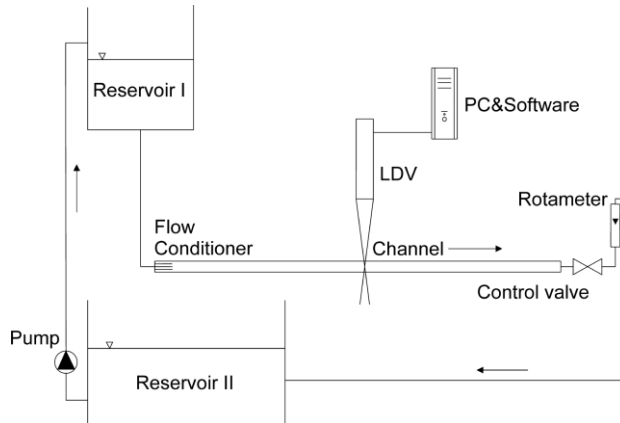 Reservoir I
PC&Software
LDV
Rotameter
Flow
Conditioner
Channel
Control valve
Pump
Reservoir II